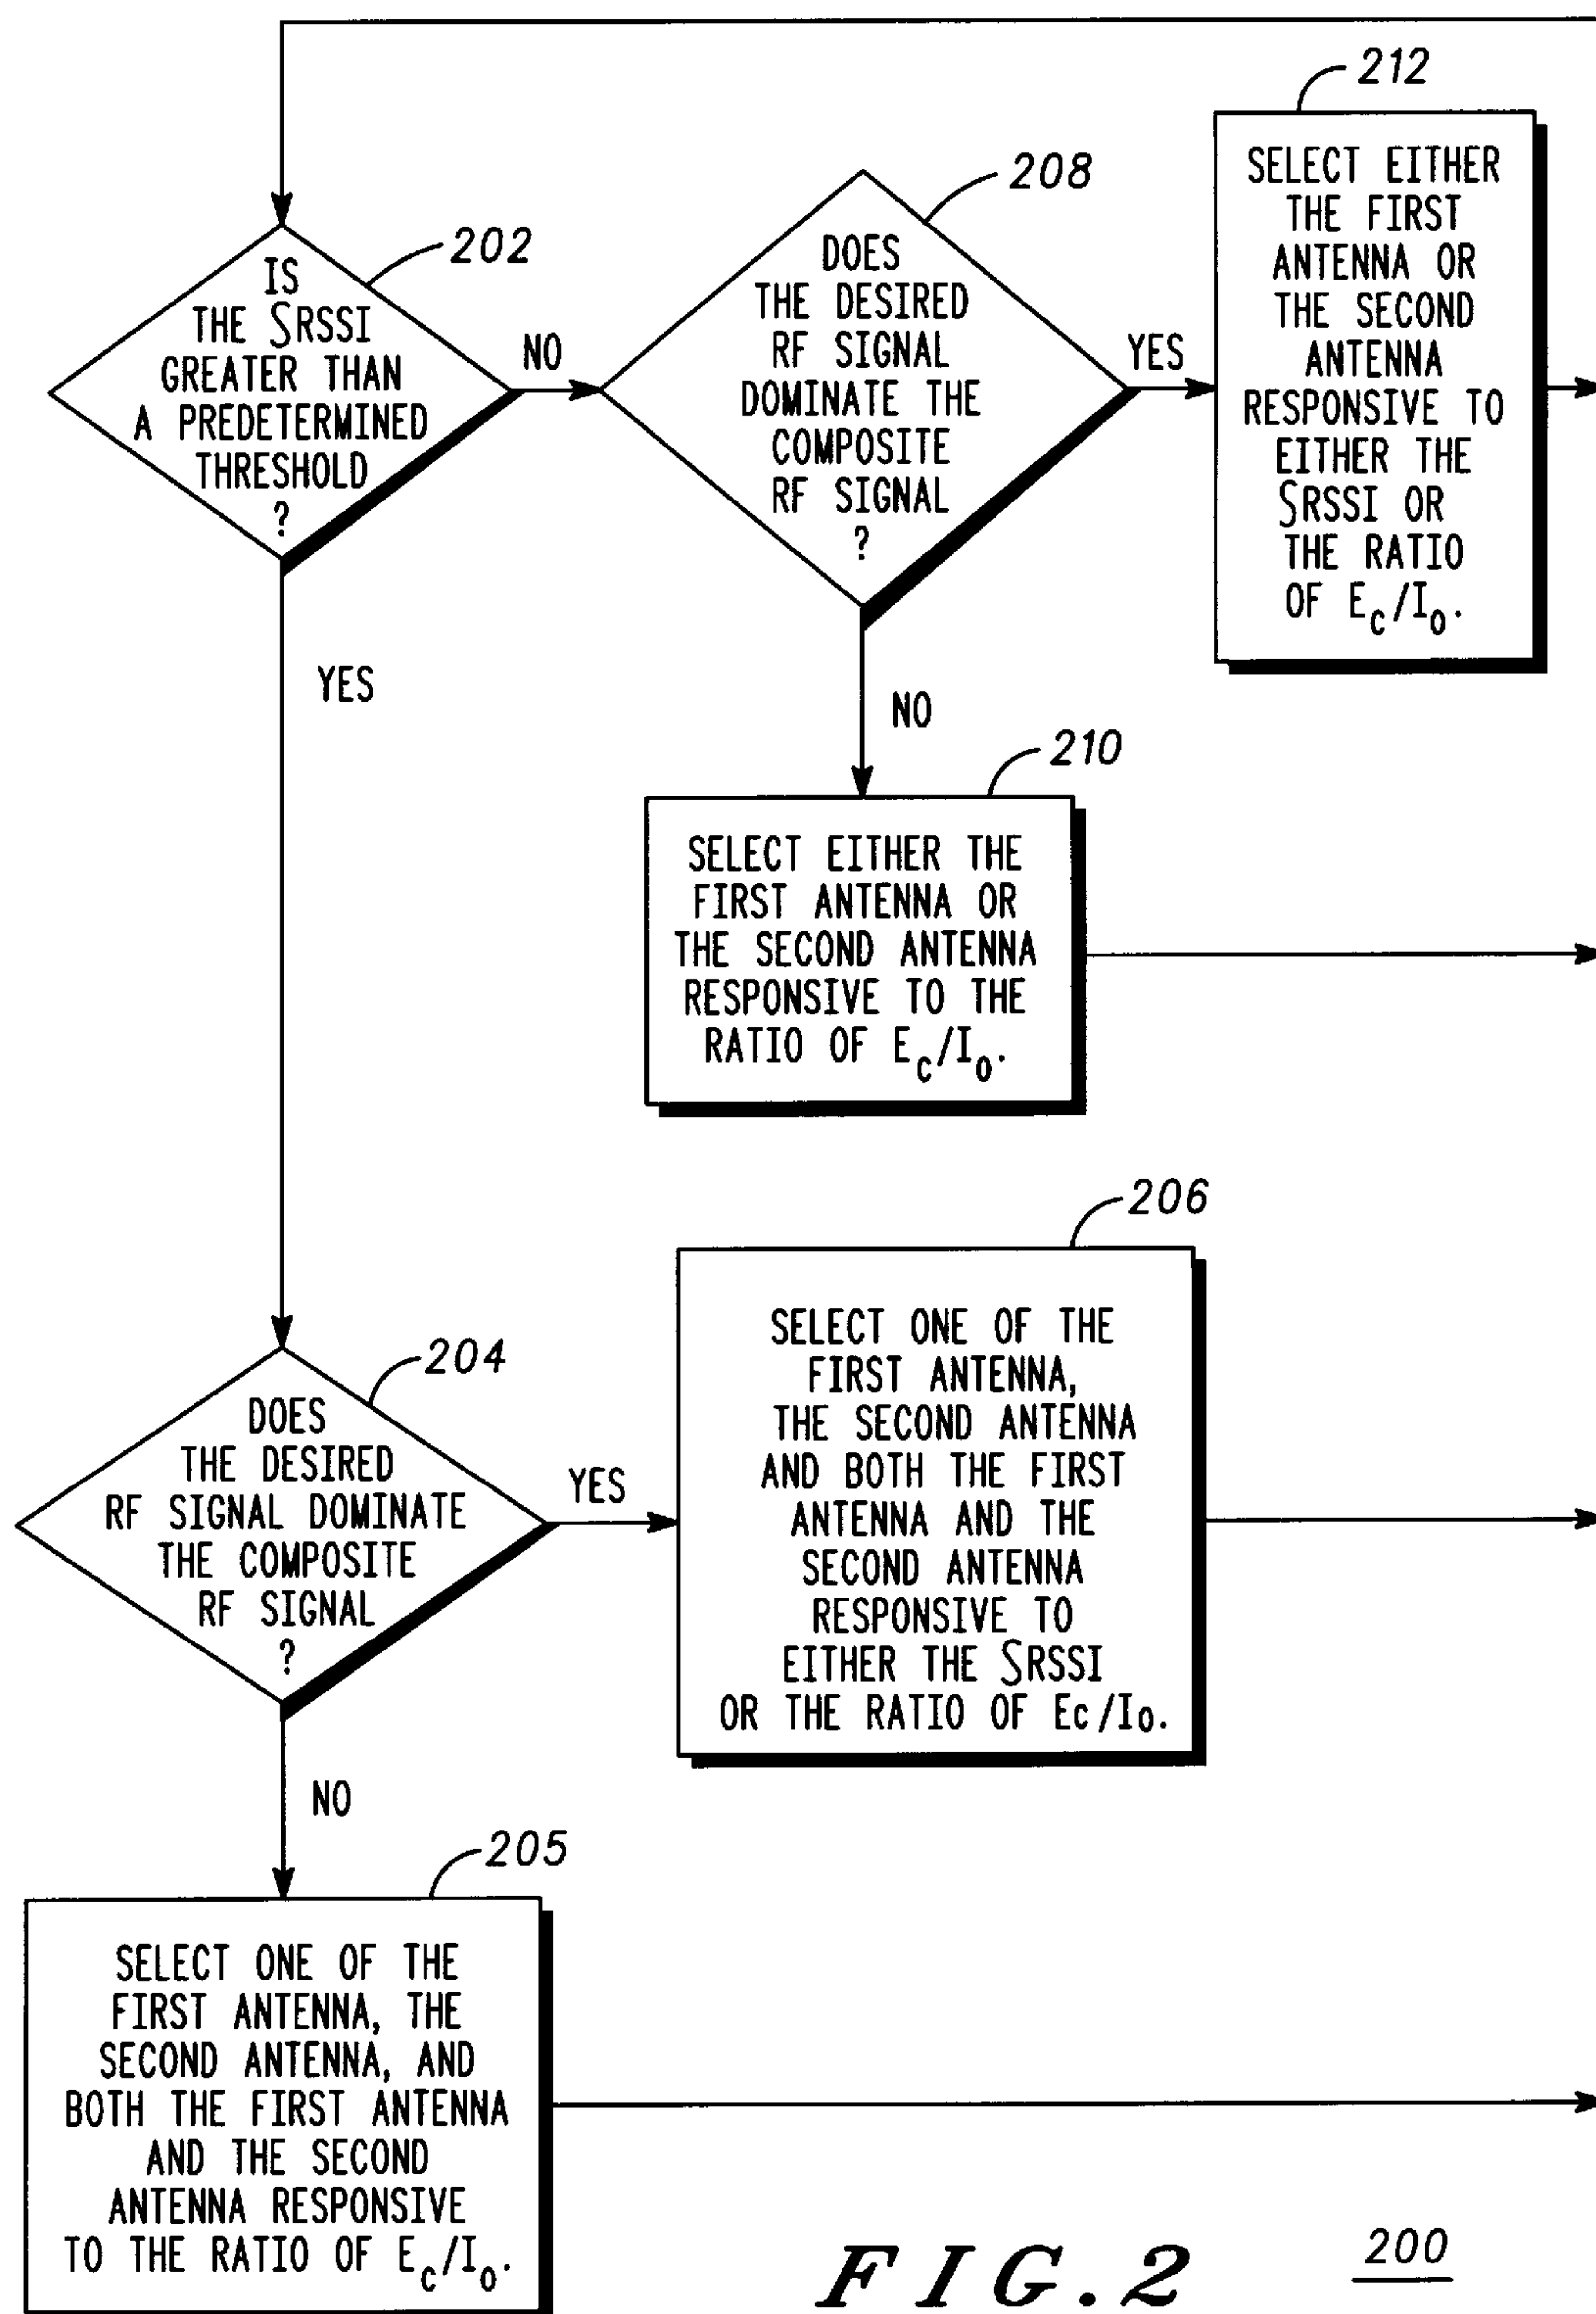 212
SELECT EITHER
THE FIRST
ANTENNA OR
THE SECOND
ANTENNA
RESPONSIVE TO
EITHER THE
SRSSI OR
THE RATIO
OF Ec/Io.
208
DOES
THE DESIRED
RF SIGNAL
DOMINATE THE
COMPOSITE
RF SIGNAL
?
202
IS
THE SRSSI
GREATER THAN
A PREDETERMINED
THRESHOLD
?
NO
YES
YES
NO
210
SELECT EITHER THE
FIRST ANTENNA OR
THE SECOND ANTENNA
RESPONSIVE TO THE
RATIO OF Ec/Io.
206
SELECT ONE OF THE
FIRST ANTENNA,
THE SECOND ANTENNA
AND BOTH THE FIRST
ANTENNA AND THE
SECOND ANTENNA
RESPONSIVE TO
EITHER THE SRSSI
OR THE RATIO OF Ec/Io.
204
DOES
THE DESIRED
RF SIGNAL DOMINATE
THE COMPOSITE
RF SIGNAL
?
YES
NO
205
SELECT ONE OF THE
FIRST ANTENNA, THE
SECOND ANTENNA, AND
BOTH THE FIRST ANTENNA
AND THE SECOND
ANTENNA RESPONSIVE
TO THE RATIO OF Ec/Io.
FIG.2
200